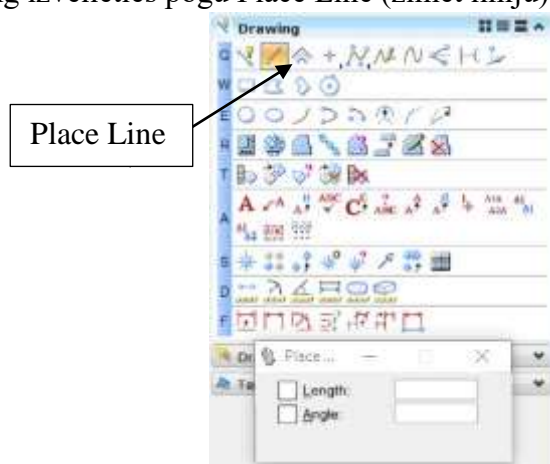 izvēlēties pogu Place Line (zīmēt līniju)
Drawing
Place Line
Q
W
E
R
T
A
S
D
F
Place ...
Length:
Angle: